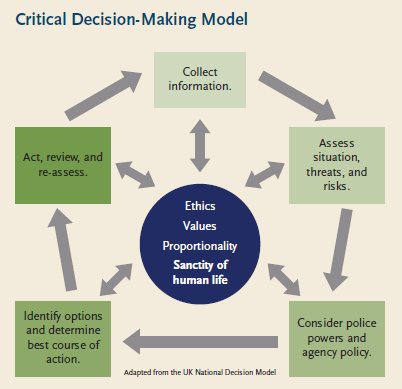 Critical Decision-Making Model
Collect
information.
Assess
situation,
threats, and
risks.
Consider police
powers and
agency policy.
Identify options
and determine
best course of
action.
Act, review, and
re-assess.
Ethics
Values
Proportionality
Sanctity of
human life
Adapted from the UK National Decision Model